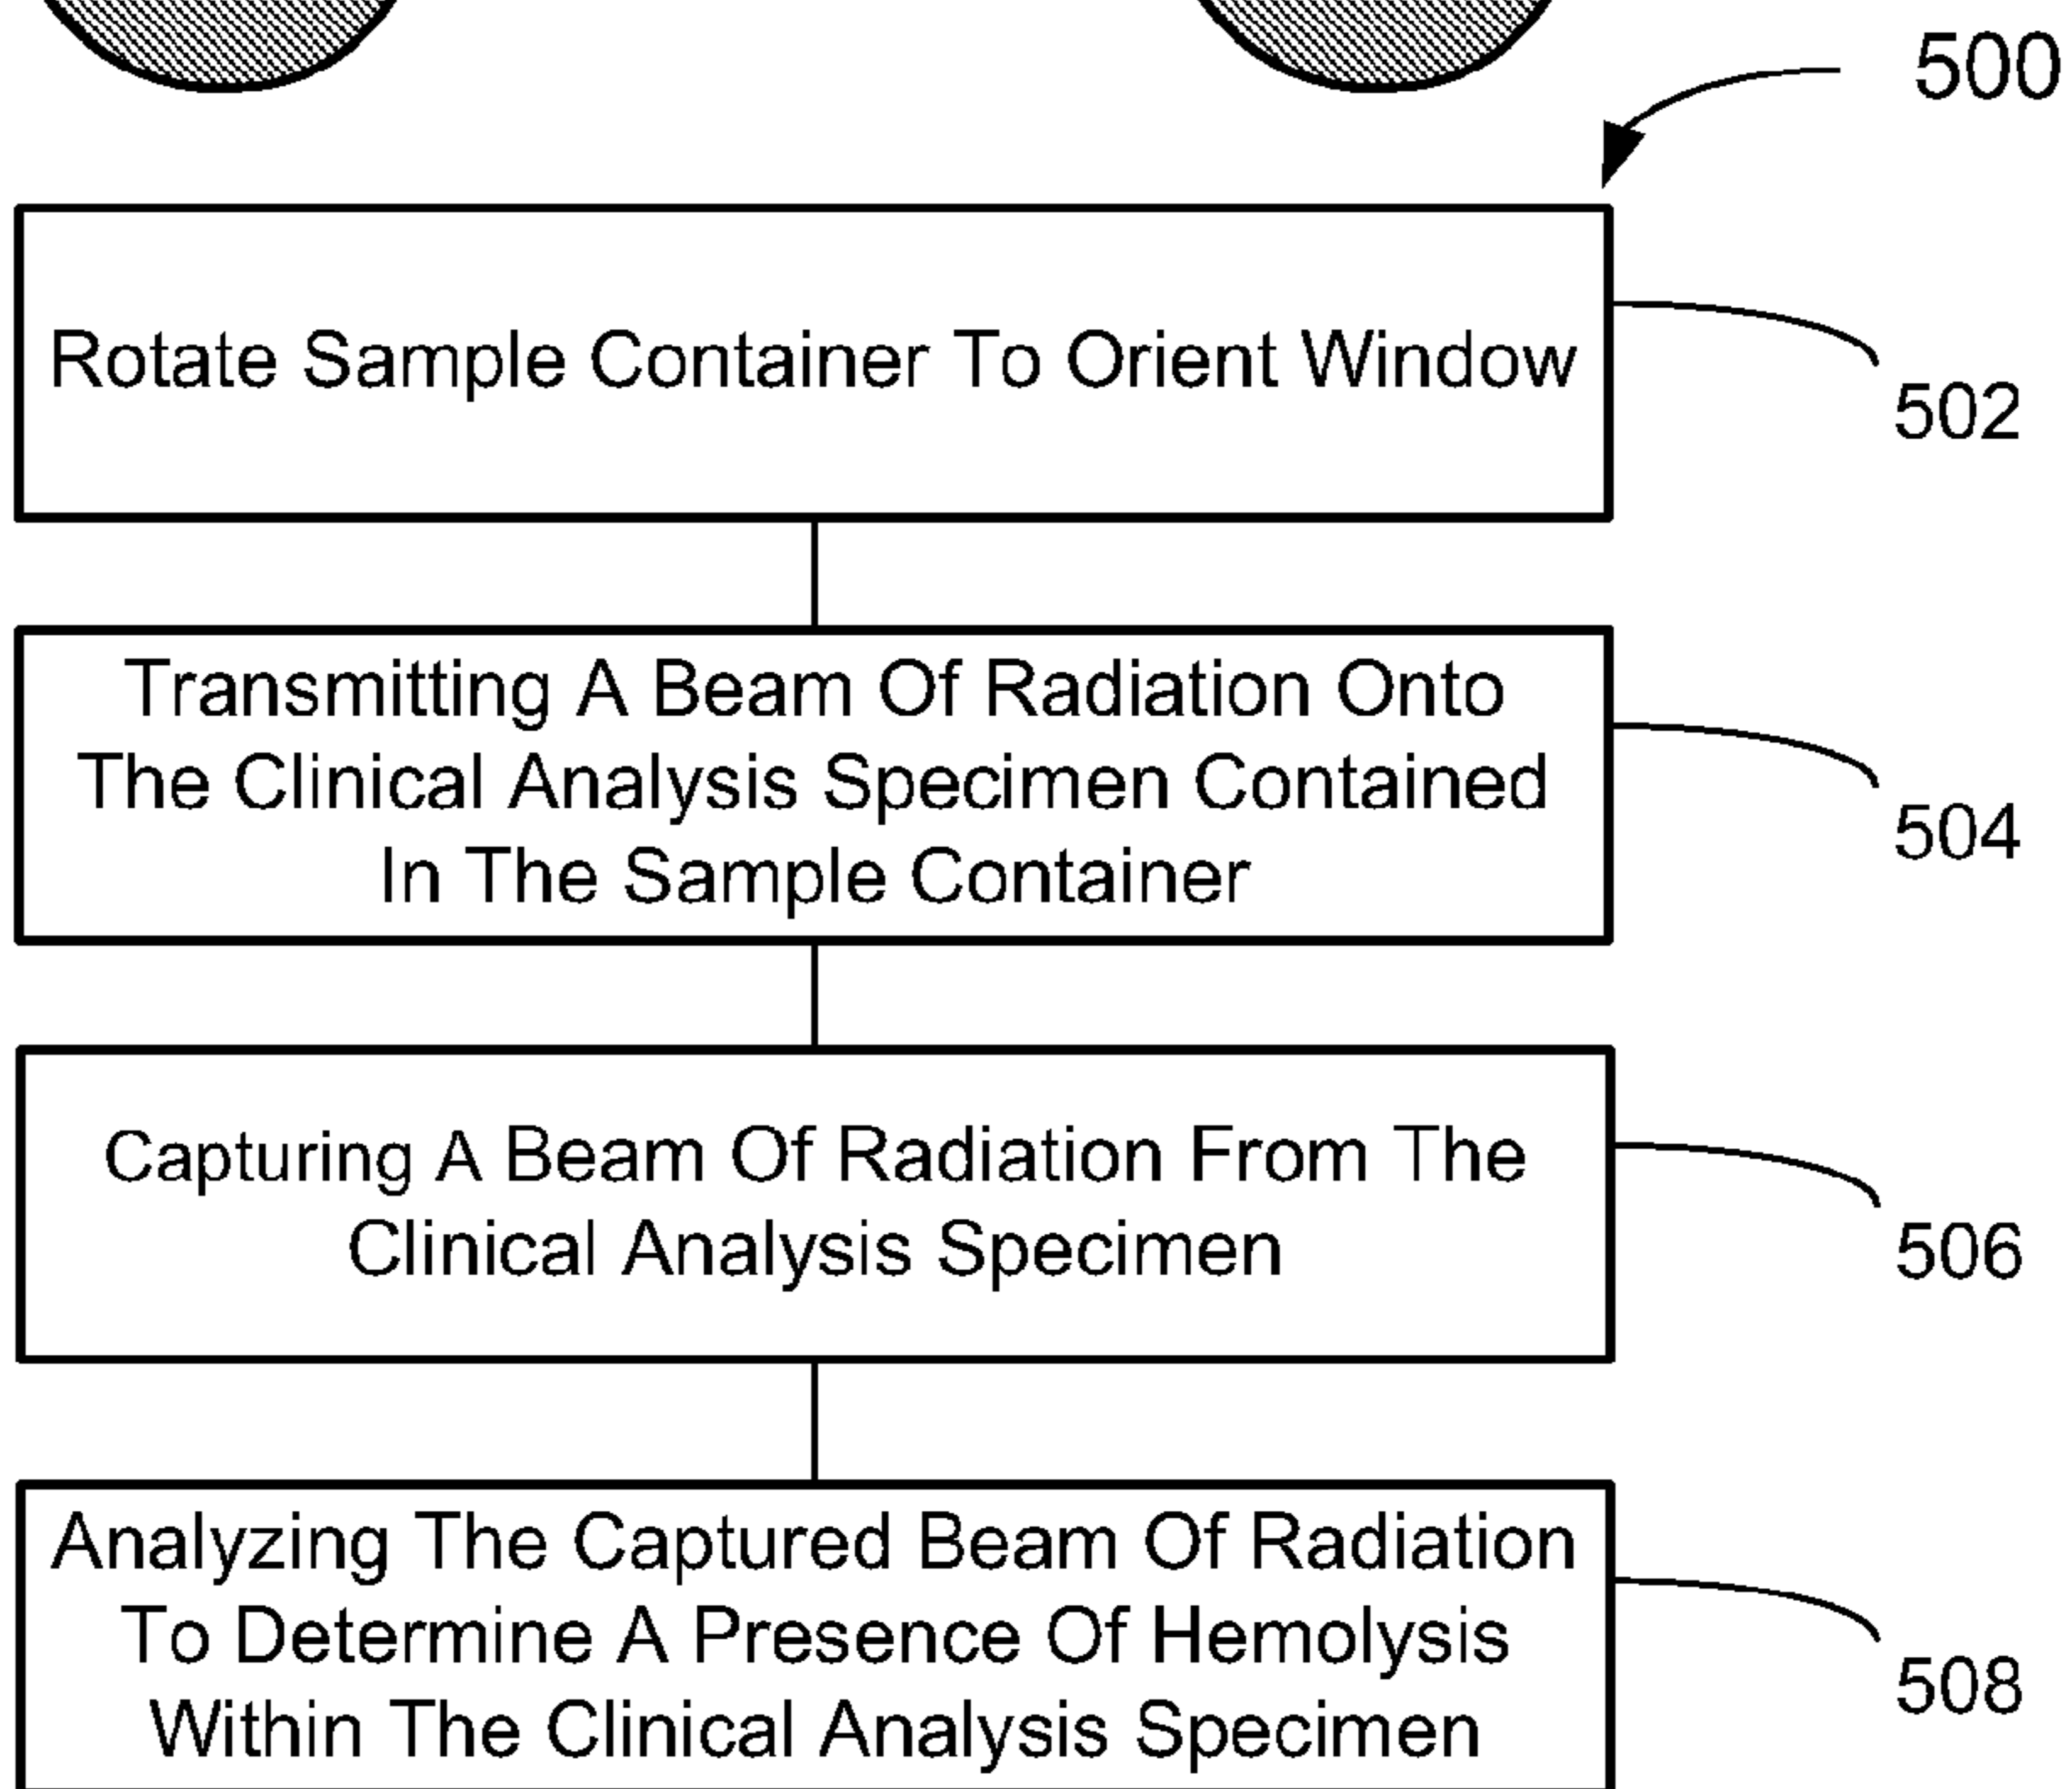 500
Rotate Sample Container To Orient Window
502
Transmitting A Beam Of Radiation Onto
The Clinical Analysis Specimen Contained
In The Sample Container
504
Capturing A Beam Of Radiation From The
Clinical Analysis Specimen
506
Analyzing The Captured Beam Of Radiation
To Determine A Presence Of Hemolysis
Within The Clinical Analysis Specimen
508